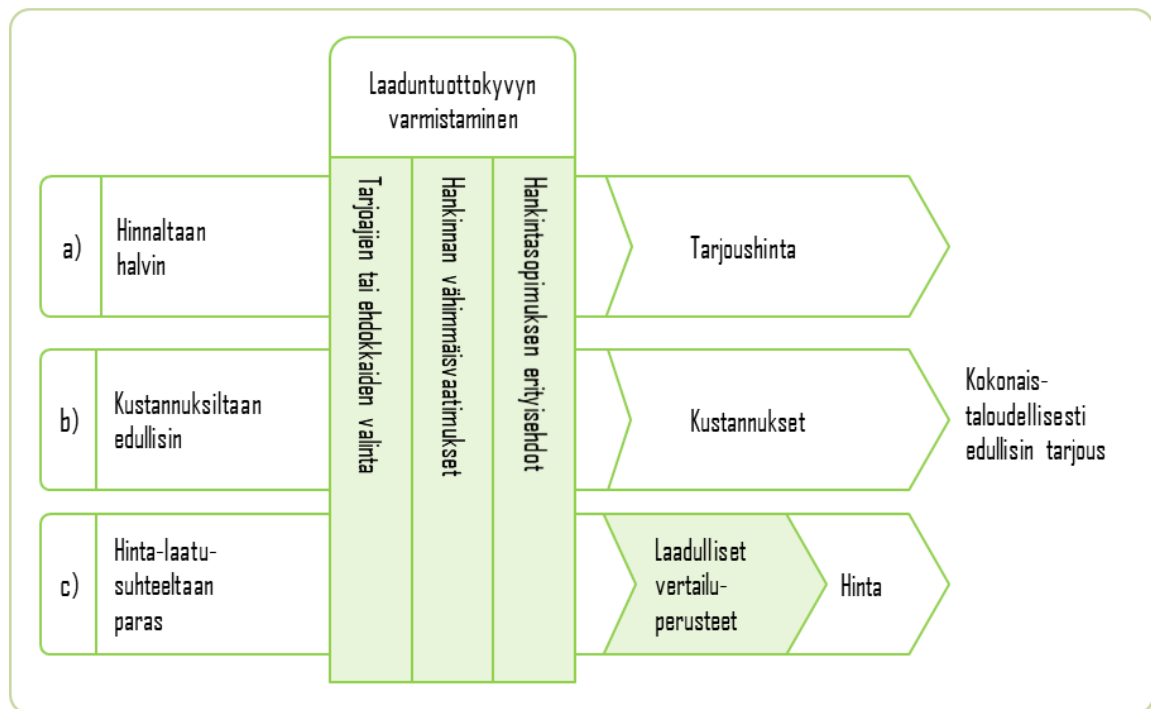 Laaduntuottokyvyn
varmistaminen
Tarjoajien tai ehdokkaiden valinta
Hankinnan vähimmäisvaatimukset
Hankintasopimuksen erityisehdot
a)
Hinnaltaan
halvin
Tarjoushinta
b)
Kustannuksiltaan
edullisin
Kustannukset
c)
Hinta-laatu-
suhteeltaan
paras
Laadulliset
vertailu-
perusteet
Hinta
Kokonais-
taloudellisesti
edullisin tarjous